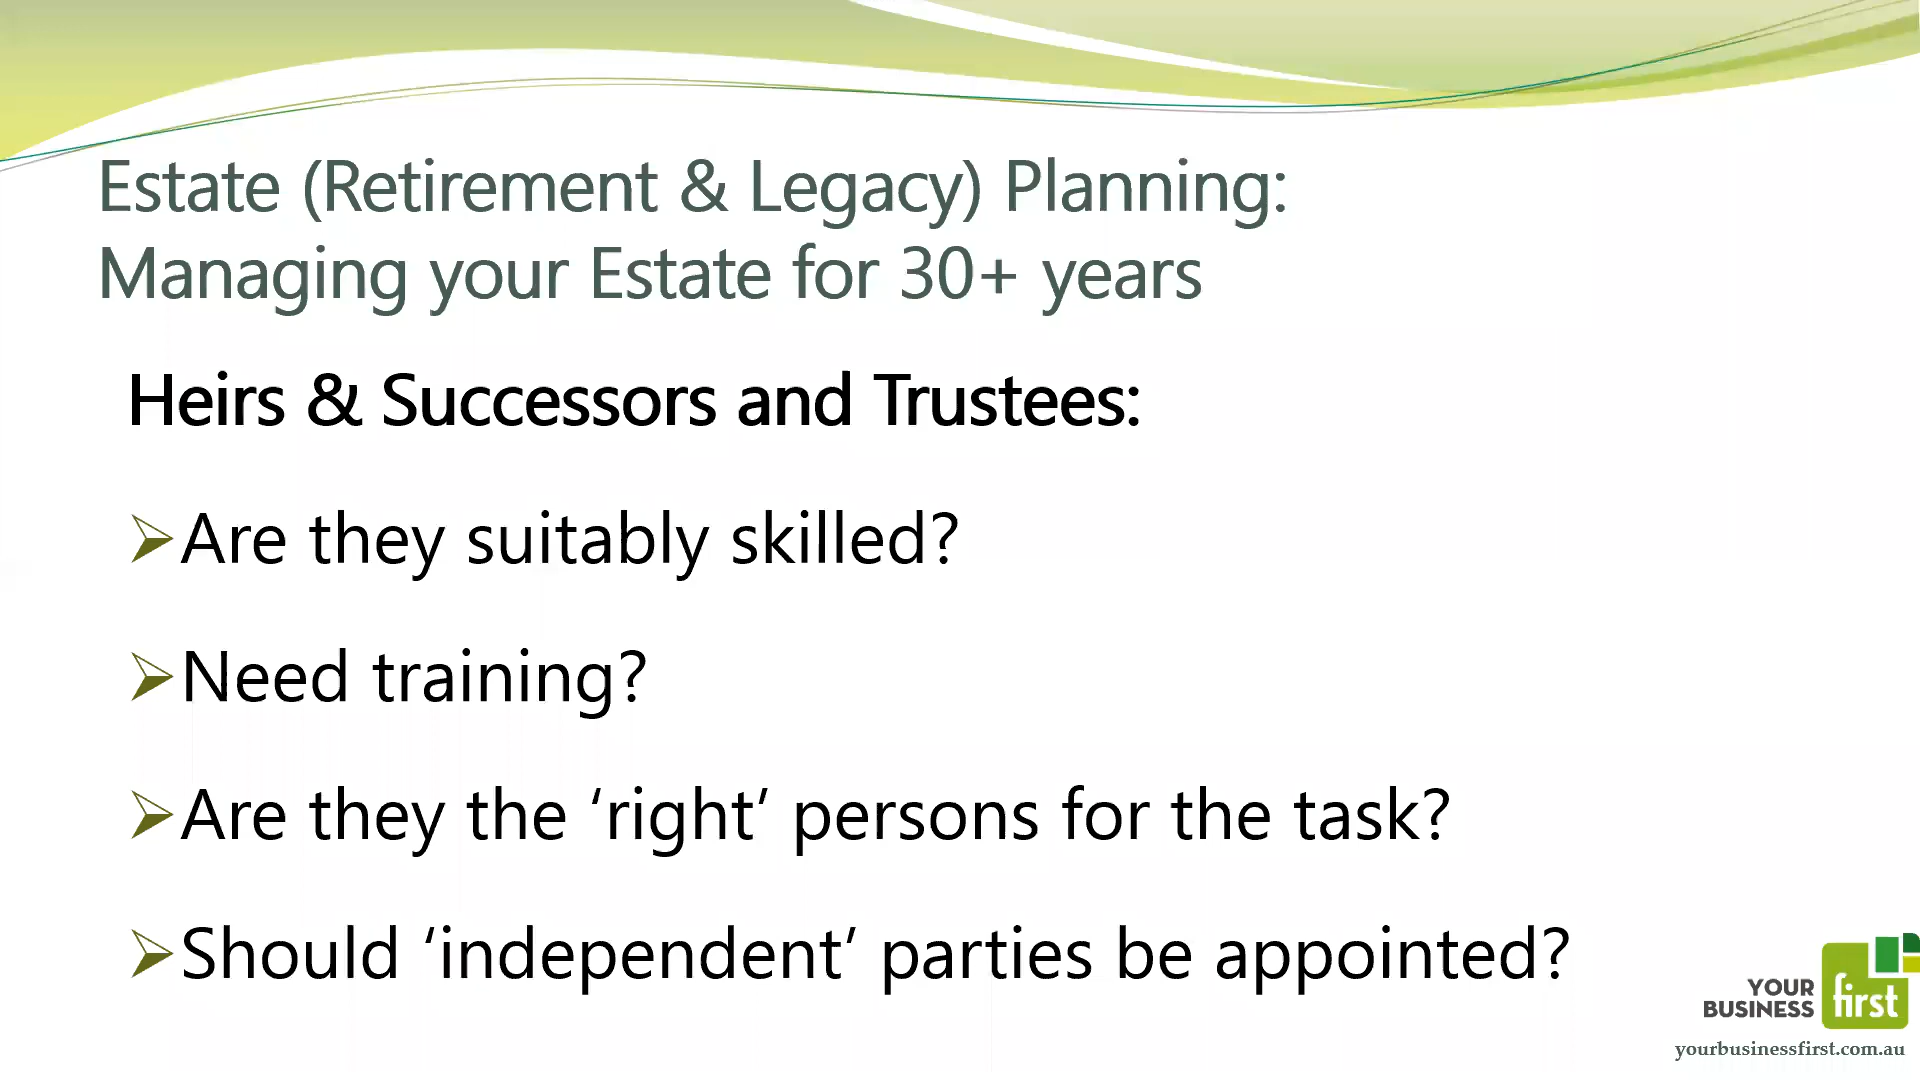 Estate (Retirement & Legacy) Planning:
Managing your Estate for 30+ years
Heirs & Successors and Trustees:
Are they suitably skilled?
Need training?
Are they the ‘right’ persons for the task?
Should ‘independent’ parties be appointed?
YOUR
BUSINESS
first
yourbusinessfirst.com.au